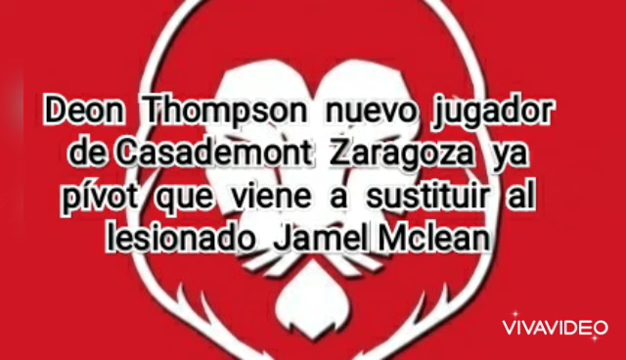 Deon Thompson nuevo jugador
de Casademont Zaragoza ya
pívot que viene a sustituir al
lesionado Jamel Mclean
VIVAVIDEO